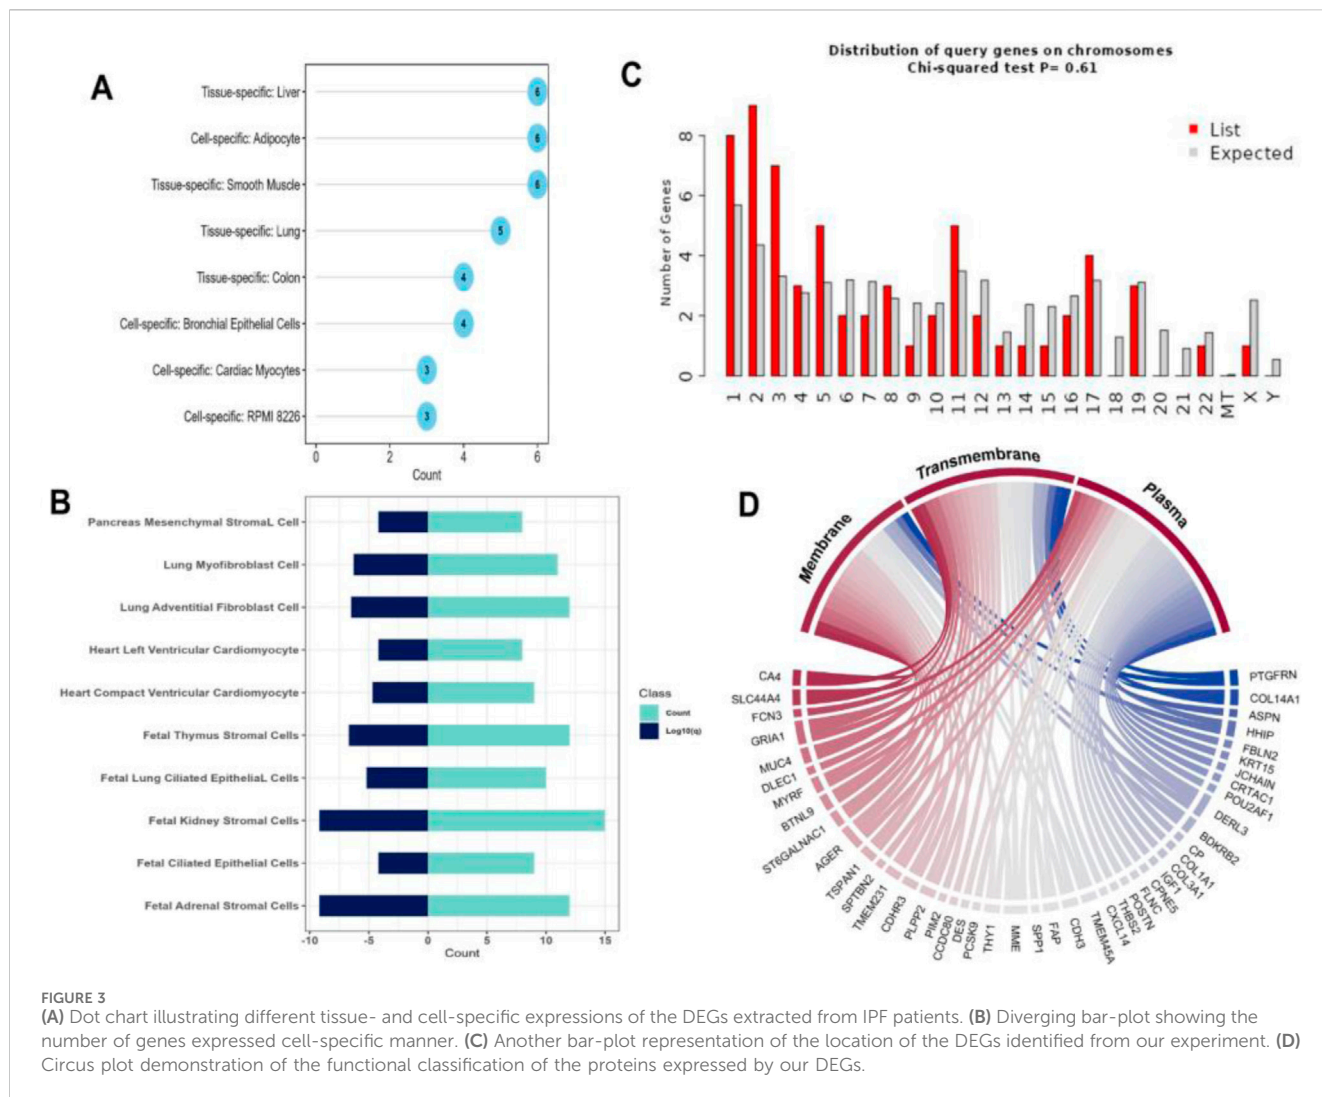 A
Tissue-specific: Liver
6
Cell-specific: Adipocyte
6
Tissue-specific: Smooth Muscle
6
Tissue-specific: Lung
5
Tissue-specific: Colon
4
Cell-specific: Bronchial Epithelial Cells
4
Cell-specific: Cardiac Myocytes
3
Cell-specific: RPMI 8226
3
0 2 4 6
Count
B
Pancreas Mesenchymal StromaL Cell
Lung Myofibroblast Cell
Lung Adventitial Fibroblast Cell
Heart Left Ventricular Cardiomyocyte
Heart Compact Ventricular Cardiomyocyte
Fetal Thymus Stromal Cells
Fetal Lung Ciliated EpitheliaL Cells
Fetal Kidney Stromal Cells
Fetal Ciliated Epithelial Cells
Fetal Adrenal Stromal Cells
-10 -5 0 5 10 15
Count
Class
Count
Log10(q)
C
Distribution of query genes on chromosomes
Chi-squared test P= 0.61
List
Expected
Number of Genes
8
6
4
2
0
1 2 3 4 5 6 7 8 9 10 11 12 13 14 15 16 17 18 19 20 21 22 MT X Y
D
Membrane
Transmembrane
Plasma
CA4
SLC44A4
FCN3
GRIA1
MUC4
DLEC1
MYRF
BTNL9
ST6GALNAC1
AGER
TSPAN1
SPTBN2
TMEM231
CDHR3
PLPP2
PIM2
CCDC80
DES
PCSK9
THY1
MME
SPP1
FAP
CDH3
TMEM45A
CXCL14
THBS2
POSTN
FLNC
CPNE5
IGF1
COL3A1
COL1A1
CP
BDKRB2
DERL3
POU2AF1
CRTAC1
JCHAIN
KRT15
FBLN2
HHIP
ASPN
COL14A1
PTGFRN
FIGURE 3
(A) Dot chart illustrating different tissue- and cell-specific expressions of the DEGs extracted from IPF patients. (B) Diverging bar-plot showing the
number of genes expressed cell-specific manner. (C) Another bar-plot representation of the location of the DEGs identified from our experiment. (D)
Circus plot demonstration of the functional classification of the proteins expressed by our DEGs.